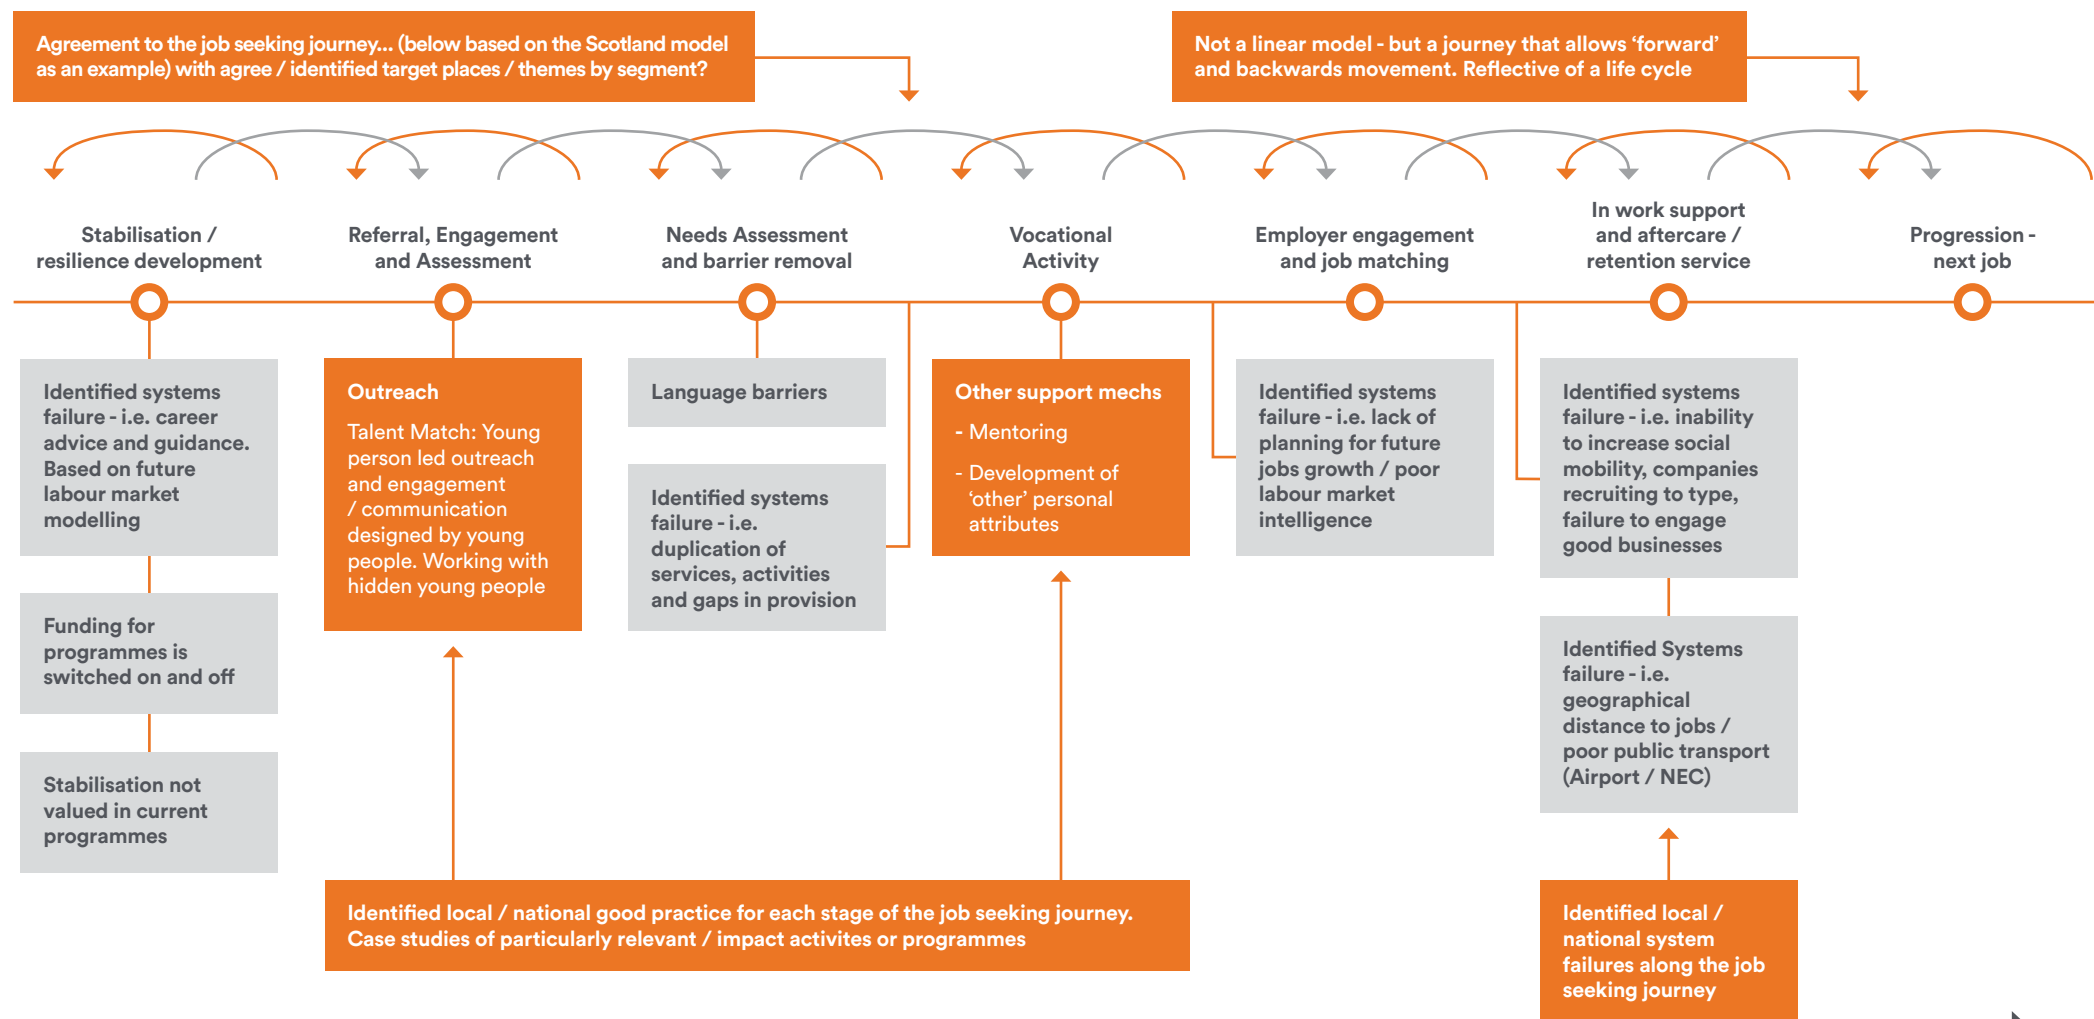 Agreement to the job seeking journey... (below based on the Scotland model
as an example) with agree / identified target places / themes by segment?
Not a linear model - but a journey that allows ‘forward’
and backwards movement. Reflective of a life cycle
Stabilisation /
resilience development
Referral, Engagement
and Assessment
Needs Assessment
and barrier removal
Vocational
Activity
Employer engagement
and job matching
In work support
and aftercare /
retention service
Progression -
next job
Identified systems
failure - i.e. career
advice and guidance.
Based on future
labour market
modelling
Funding for
programmes is
switched on and off
Stabilisation not
valued in current
programmes
Outreach
Talent Match: Young
person led outreach
and engagement
/ communication
designed by young
people. Working with
hidden young people
Language barriers
Identified systems
failure - i.e.
duplication of
services, activities
and gaps in provision
Other support mechs
- Mentoring
- Development of
‘other’ personal
attributes
Identified systems
failure - i.e. lack of
planning for future
jobs growth / poor
labour market
intelligence
Identified systems
failure - i.e. inability
to increase social
mobility, companies
recruiting to type,
failure to engage
good businesses
Identified Systems
failure - i.e.
geographical
distance to jobs /
poor public transport
(Airport / NEC)
Identified local / national good practice for each stage of the job seeking journey.
Case studies of particularly relevant / impact activites or programmes
Identified local /
national system
failures along the job
seeking journey